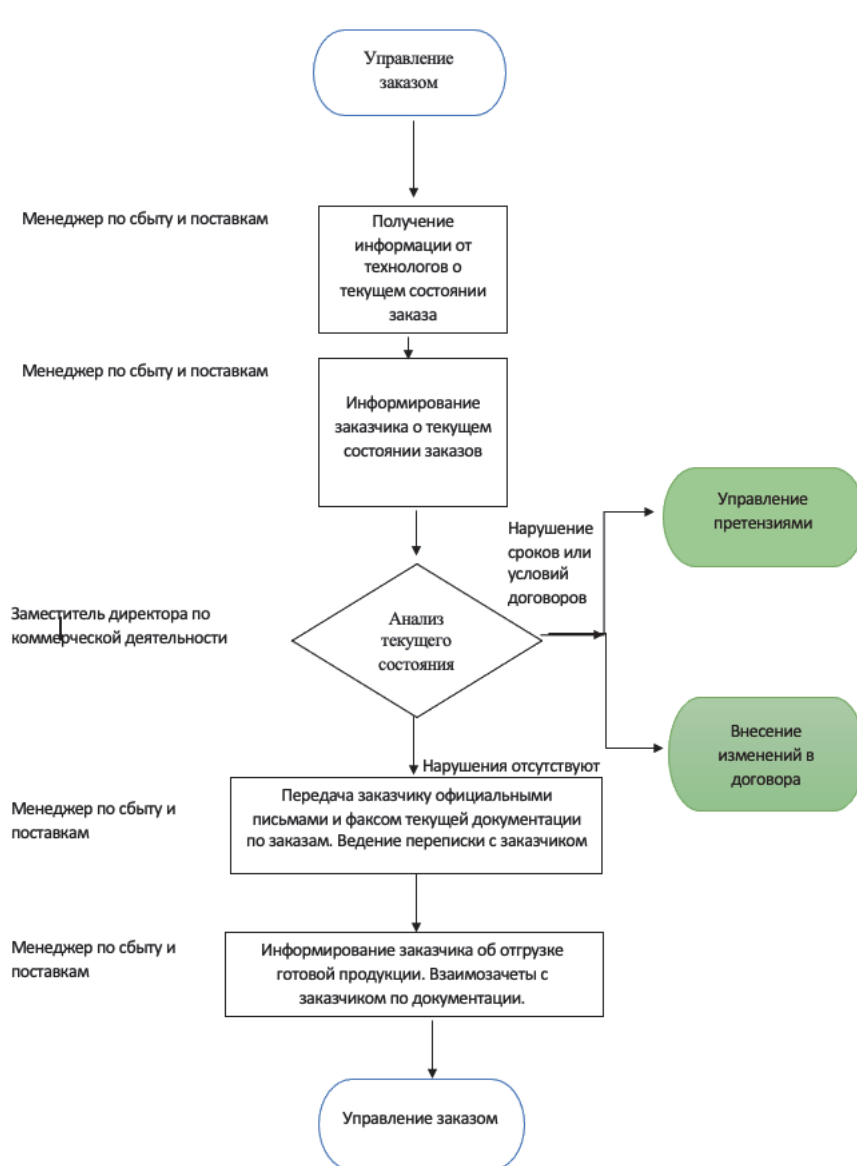 Управление
заказом
Менеджер по сбыту и поставкам
Получение
информации от
технологов о
текущем состоянии
заказа
Менеджер по сбыту и поставкам
Информирование
заказчика о текущем
состоянии заказов
Управление
претензиями
Нарушение
сроков или
условий
договоров
Заместитель директора по
коммерческой деятельности
Анализ
текущего
состояния
Внесение
изменений в
договора
Нарушения отсутствуют
Менеджер по сбыту и
поставкам
Передача заказчику официальными
письмами и факсом текущей документации
по заказам. Ведение переписки с заказчиком
Менеджер по сбыту и
поставкам
Информирование заказчика об отгрузке
готовой продукции. Взаимозачеты с
заказчиком по документации.
Управление заказом